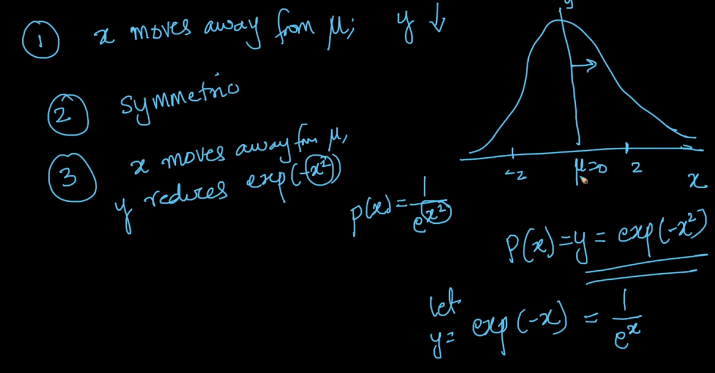 ① x moves away from μ; y ↓
② symmetric
③ x moves away from μ,
y reduces exp(-x²)
p(x) = 1/e^(x²)
y
-2 μ=0 2 x
P(x) = y = exp(-x²)
let
y = exp(-x) = 1/e^x